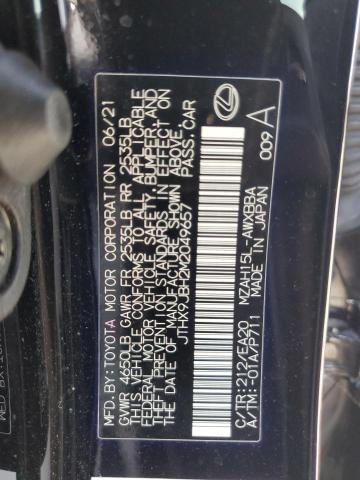 MFD.BY:TOYOTA MOTOR CORPORATION 06/21
GVWR 4650LB GAWR FR 2535LB RR 2535LB
THIS VEHICLE CONFORMS TO ALL APPLICABLE
FEDERAL MOTOR VEHICLE SAFETY, BUMPER, AND
THEFT PREVENTION STANDARDS IN EFFECT ON
THE DATE OF MANUFACTURE SHOWN ABOVE.
JTHX9JBH2M2049657 PASS.CAR
C/TR:212/EA20 MZAH15L-AWXBBA
A/TM:-01A/P711 MADE IN JAPAN 009 A